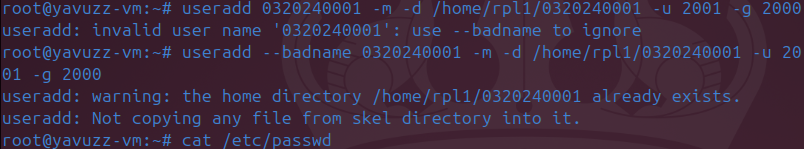 root@yavuzz-vm:~# useradd 0320240001 -m -d /home/rpl1/0320240001 -u 2001 -g 2000
useradd: invalid user name '0320240001': use --badname to ignore
root@yavuzz-vm:~# useradd --badname 0320240001 -m -d /home/rpl1/0320240001 -u 20
01 -g 2000
useradd: warning: the home directory /home/rpl1/0320240001 already exists.
useradd: Not copying any file from skel directory into it.
root@yavuzz-vm:~# cat /etc/passwd